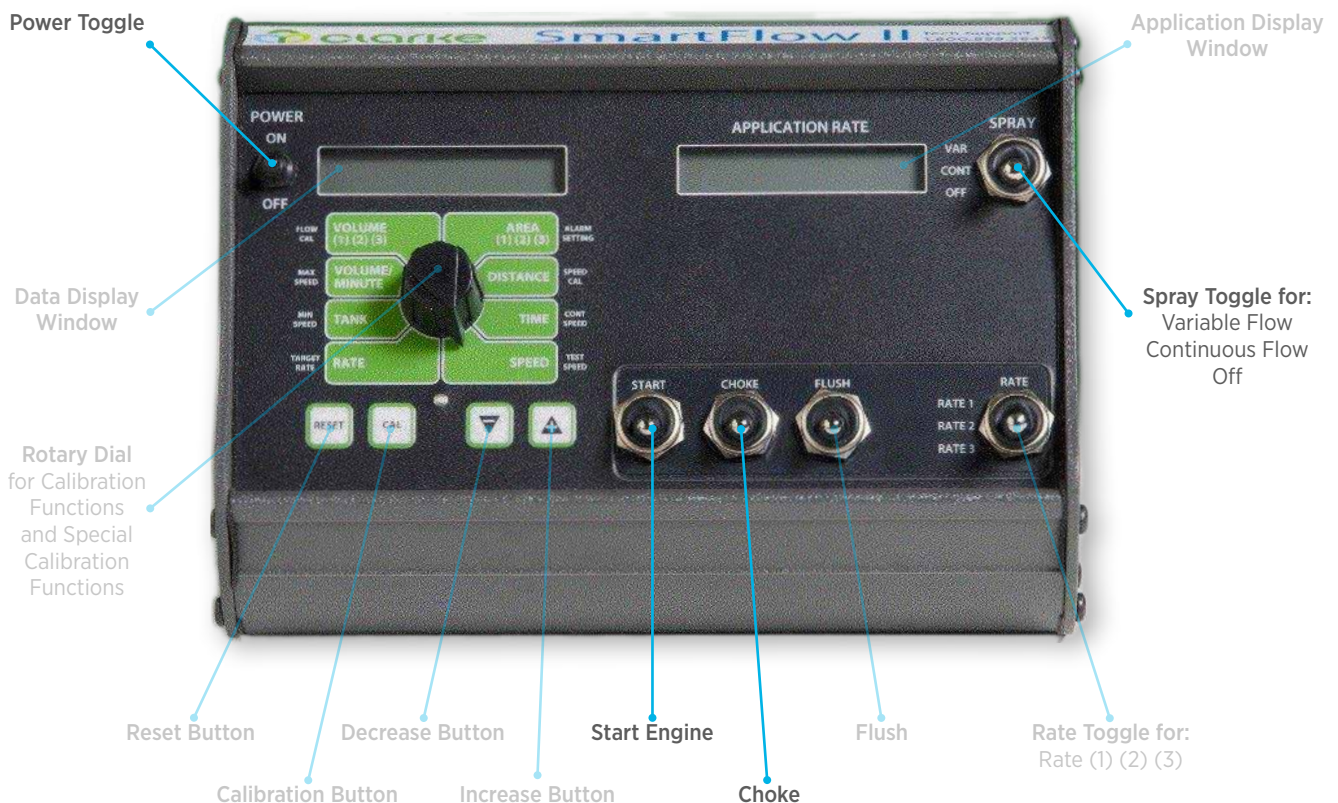 Power Toggle
Application Display
Window
clarke
SmartFlow II
Tech Support
POWER
ON
OFF
APPLICATION RATE
SPRAY
VAR
CONT
OFF
FLOW
CAL
VOLUME
(1) (2) (3)
AREA
(1) (2) (3)
ALARM
SETTING
MAX
SPEED
VOLUME/
MINUTE
DISTANCE
SPEED
CAL
MIN
SPEED
TANK
TIME
CONT
SPEED
TARGET
RATE
RATE
SPEED
TEST
SPEED
Data Display
Window
Spray Toggle for:
Variable Flow
Continuous Flow
Off
START
CHOKE
FLUSH
RATE
RATE 1
RATE 2
RATE 3
RESET
CAL
Rotary Dial
for Calibration
Functions
and Special
Calibration
Functions
Reset Button
Decrease Button
Start Engine
Flush
Rate Toggle for:
Rate (1) (2) (3)
Calibration Button
Increase Button
Choke